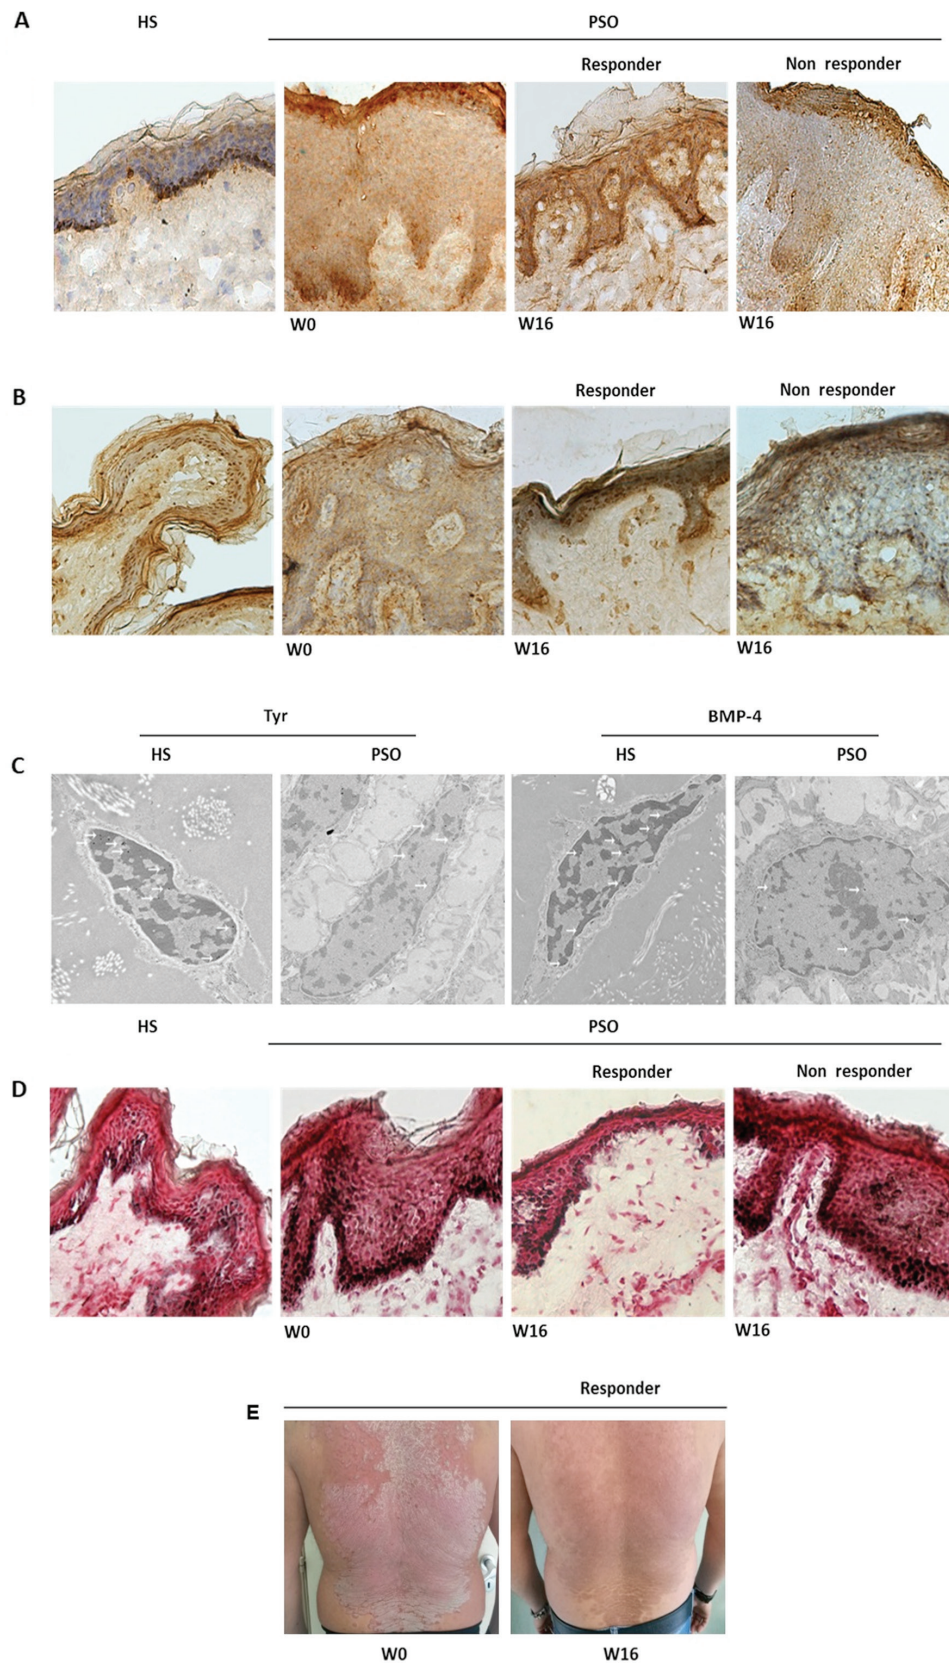 A HS PSO
Responder Non responder
W0 W16 W16
B Responder Non responder
W0 W16 W16
Tyr BMP-4
C HS PSO HS PSO
HS PSO
D Responder Non responder
W0 W16 W16
E Responder
W0 W16